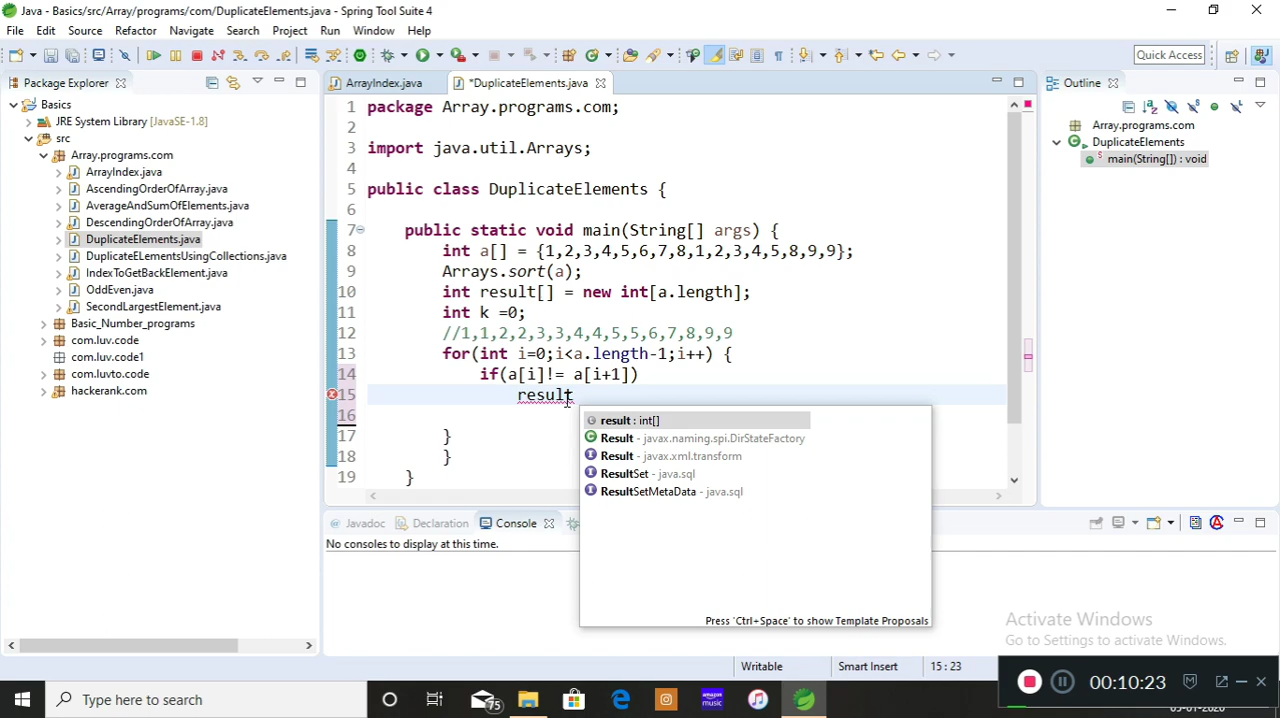 Java - Basics/src/Array/programs/com/DuplicateElements.java - Spring Tool Suite 4
File Edit Source Refactor Navigate Search Project Run Window Help
Quick Access
Package Explorer
Basics
JRE System Library [JavaSE-1.8]
src
Array.programs.com
ArrayIndex.java
AscendingOrderOfArray.java
AverageAndSumOfElements.java
DescendingOrderOfArray.java
DuplicateElements.java
DuplicateELementsUsingCollections.java
IndexToGetBackElement.java
OddEven.java
SecondLargestElement.java
Basic_Number_programs
com.luv.code
com.luv.code1
com.luvto.code
hackerank.com
ArrayIndex.java *DuplicateElements.java
1 package Array.programs.com;
2
3 import java.util.Arrays;
4
5 public class DuplicateElements {
6
7 public static void main(String[] args) {
8 int a[] = {1,2,3,4,5,6,7,8,1,2,3,4,5,8,9,9};
9 Arrays.sort(a);
10 int result[] = new int[a.length];
11 int k =0;
12 //1,1,2,2,3,3,4,4,5,5,6,7,8,9,9
13 for(int i=0;i<a.length-1;i++) {
14 if(a[i]!= a[i+1])
15 result
16
17 }
18 }
19 }
result : int[]
Result - javax.naming.spi.DirStateFactory
Result - javax.xml.transform
ResultSet - java.sql
ResultSetMetaData - java.sql
Press 'Ctrl+Space' to show Template Proposals
Outline
Array.programs.com
DuplicateElements
main(String[]) : void
Javadoc Declaration Console
No consoles to display at this time.
Activate Windows
Go to Settings to activate Windows.
Writable Smart Insert 15 : 23
00:10:23
Type here to search
75
music